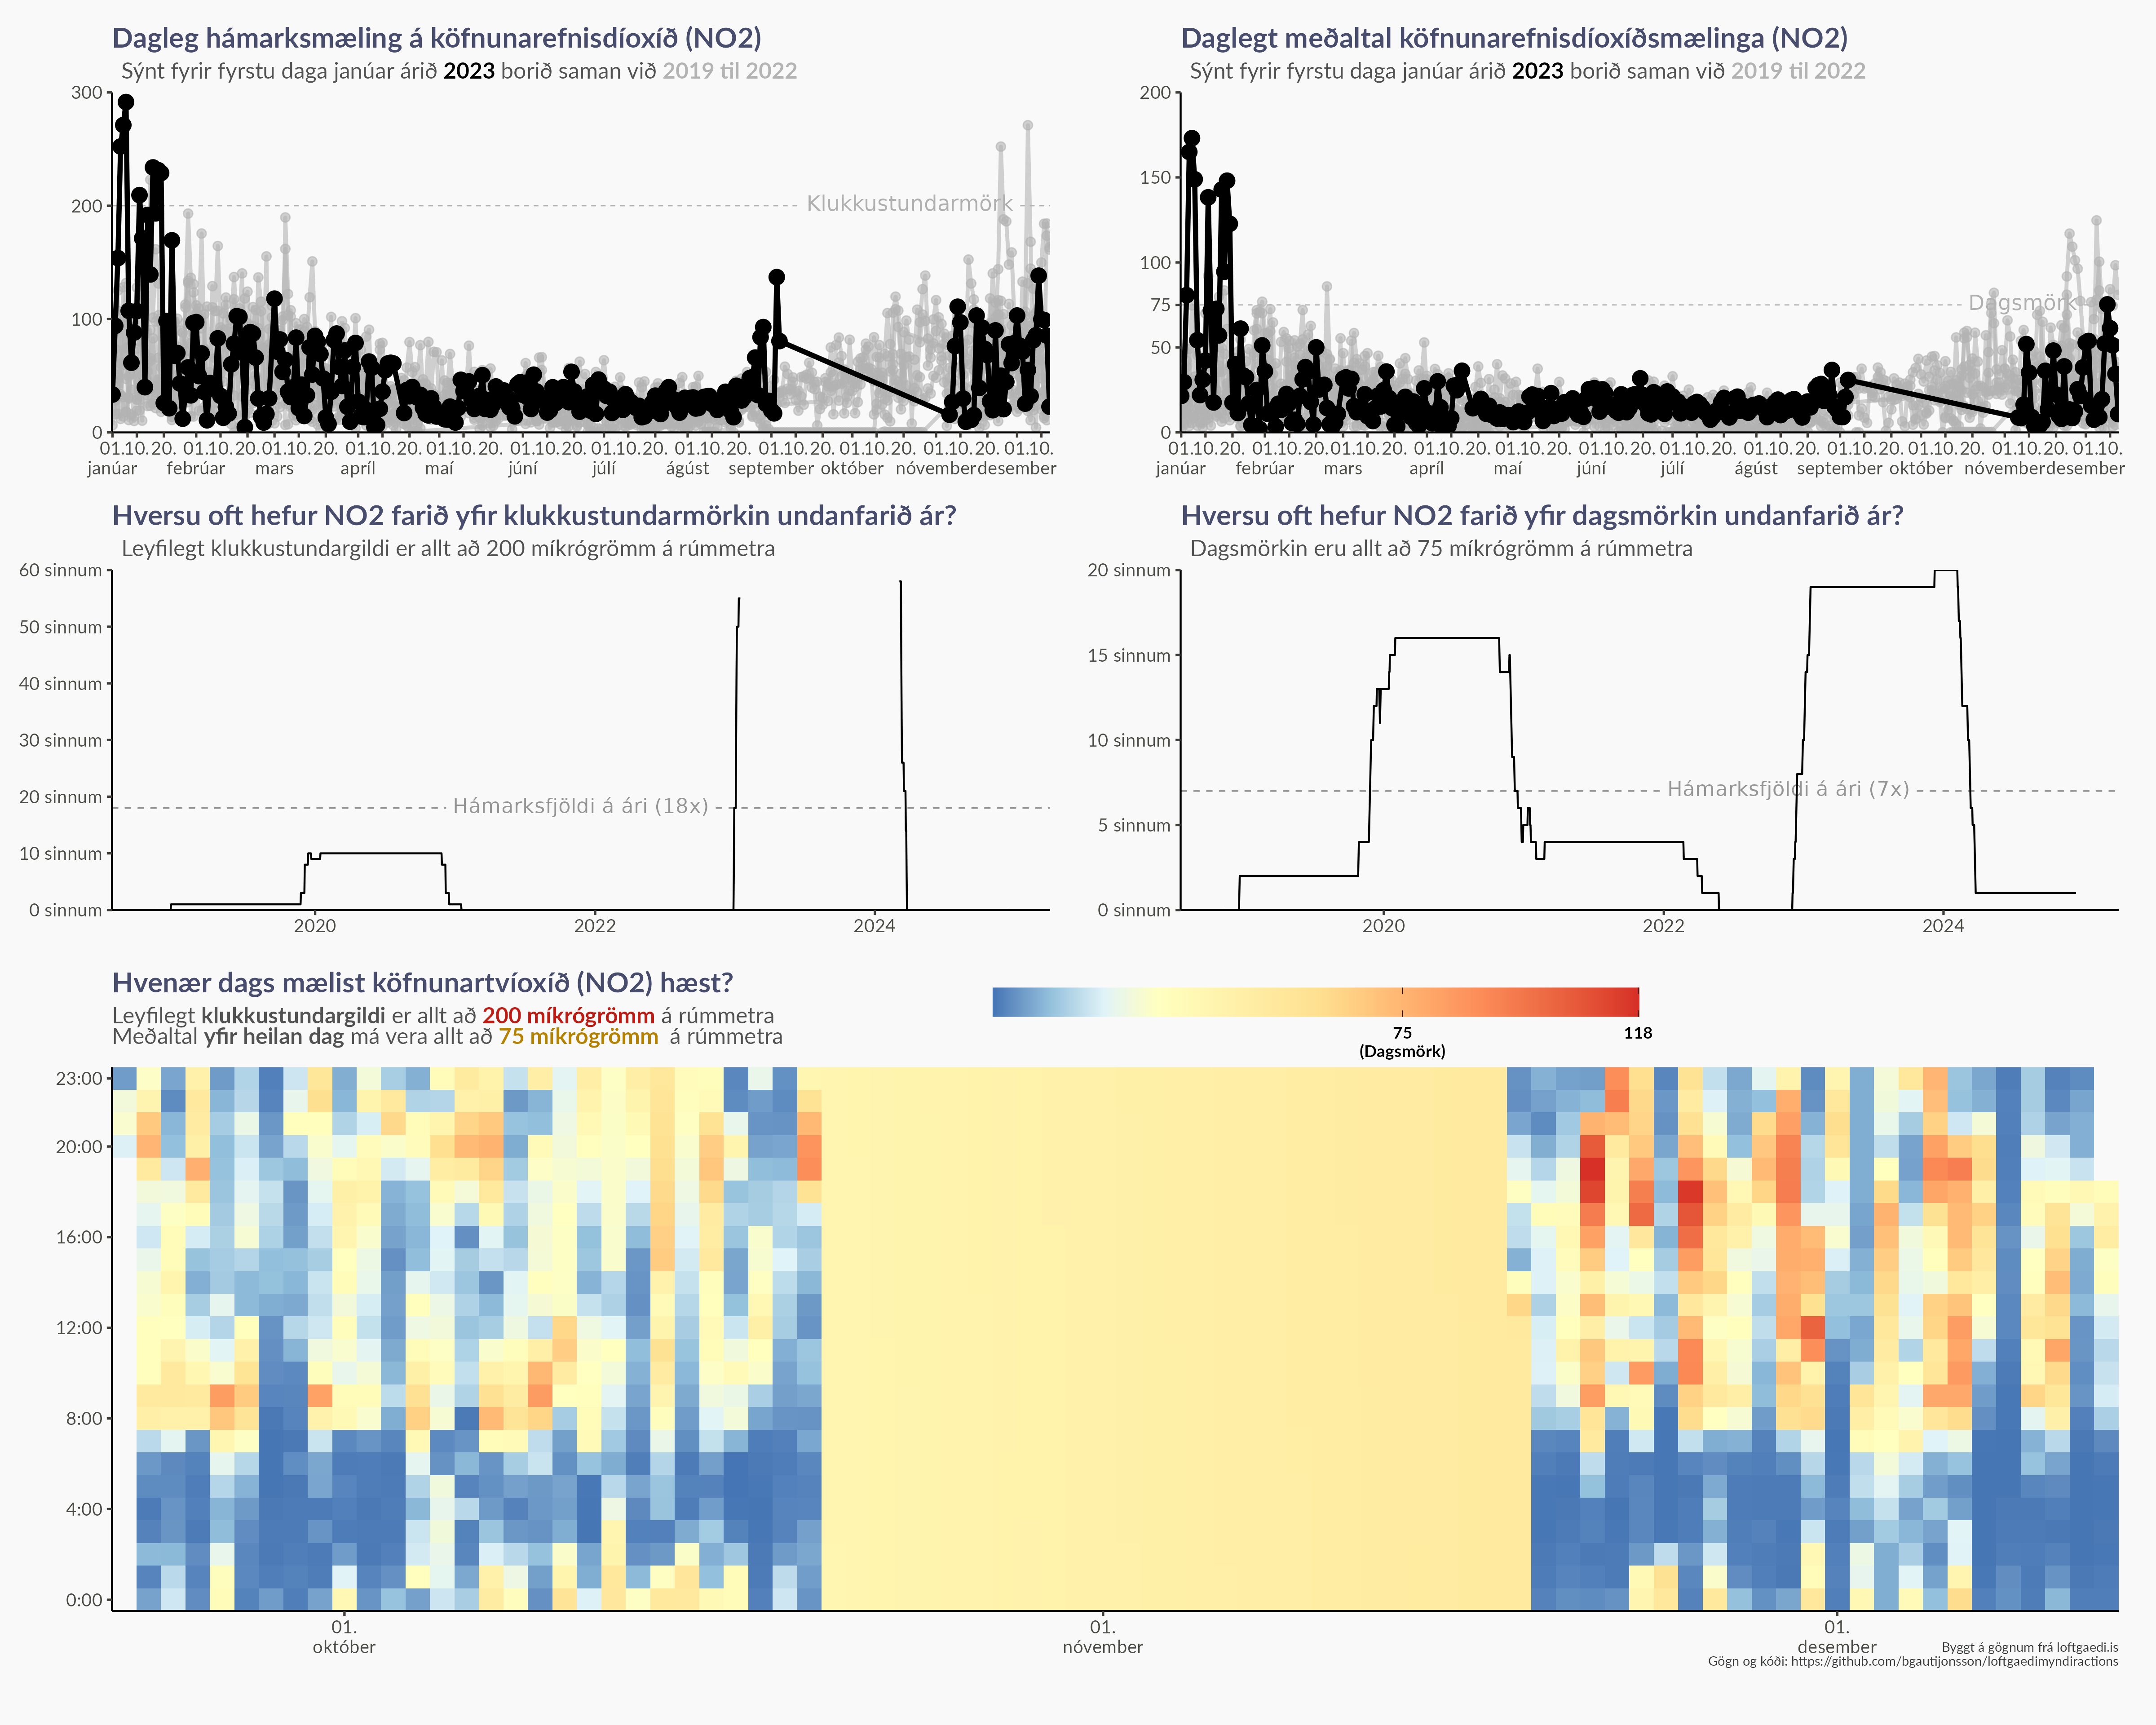 Dagleg hámarksmæling á köfnunarefnisdíoxíð (NO2)
Sýnt fyrir fyrstu daga janúar árið 2023 borið saman við 2019 til 2022
300
200
100
0
Klukkustundarmörk
01.10.20. 01.10.20. 01.10.20. 01.10.20. 01.10.20. 01.10.20. 01.10.20. 01.10.20. 01.10.20. 01.10.20. 01.10.20. 01.10.
janúar febrúar mars apríl maí júní júlí ágúst september október nóvember desember
Daglegt meðaltal köfnunarefnisdíoxíðsmælinga (NO2)
Sýnt fyrir fyrstu daga janúar árið 2023 borið saman við 2019 til 2022
200
150
100
75
50
0
Dagsmörk
01.10.20. 01.10.20. 01.10.20. 01.10.20. 01.10.20. 01.10.20. 01.10.20. 01.10.20. 01.10.20. 01.10.20. 01.10.20. 01.10.
janúar febrúar mars apríl maí júní júlí ágúst september október nóvember desember
Hversu oft hefur NO2 farið yfir klukkustundarmörkin undanfarið ár?
Leyfilegt klukkustundargildi er allt að 200 míkrógrömm á rúmmetra
60 sinnum
50 sinnum
40 sinnum
30 sinnum
20 sinnum
10 sinnum
0 sinnum
Hámarksfjöldi á ári (18x)
2020 2022 2024
Hversu oft hefur NO2 farið yfir dagsmörkin undanfarið ár?
Dagsmörkin eru allt að 75 míkrógrömm á rúmmetra
20 sinnum
15 sinnum
10 sinnum
5 sinnum
0 sinnum
Hámarksfjöldi á ári (7x)
2020 2022 2024
Hvenær dags mælist köfnunartvíoxíð (NO2) hæst?
Leyfilegt klukkustundargildi er allt að 200 míkrógrömm á rúmmetra
Meðaltal yfir heilan dag má vera allt að 75 míkrógrömm á rúmmetra
75 118
(Dagsmörk)
23:00
20:00
16:00
12:00
8:00
4:00
0:00
01. 01. 01.
október nóvember desember
Byggt á gögnum frá loftgaedi.is
Gögn og kóði: https://github.com/bgautijonsson/loftgaedimyndiractions